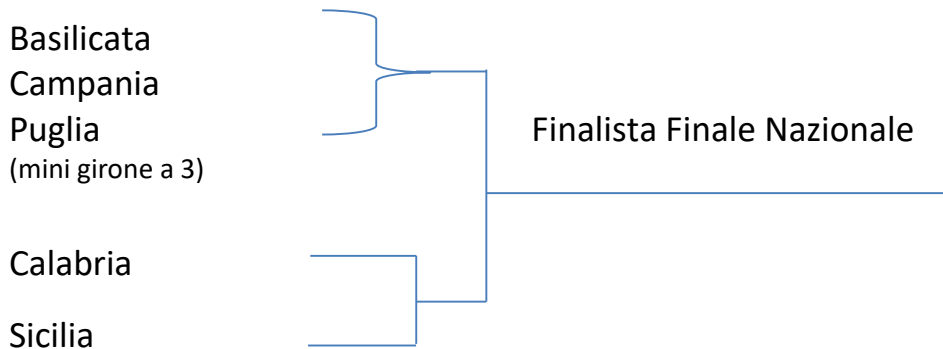 Basilicata
Campania
Puglia
(mini girone a 3)
Finalista Finale Nazionale
Calabria
Sicilia